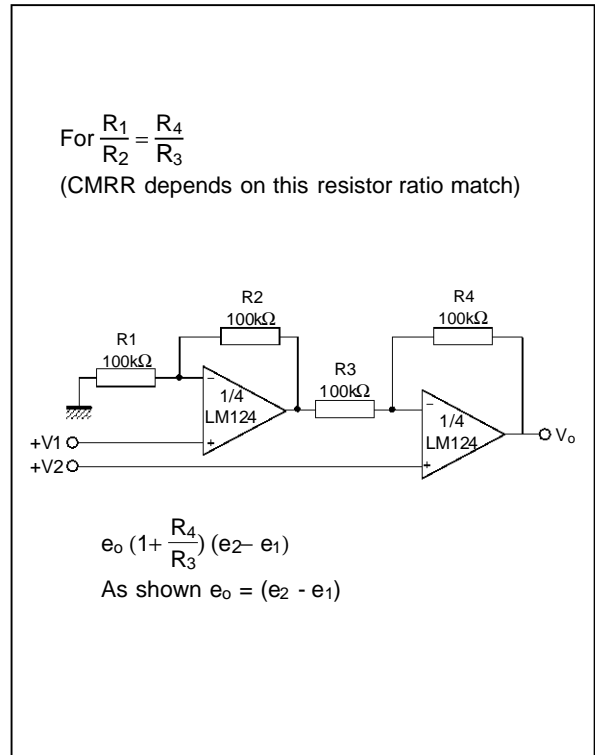 For R1/R2 = R4/R3
(CMRR depends on this resistor ratio match)
R2
100kΩ
R4
100kΩ
R1
100kΩ
R3
100kΩ
1/4
LM124
1/4
LM124
+V1
+V2
Vo
eo (1+ R4/R3) (e2– e1)
As shown eo = (e2 - e1)